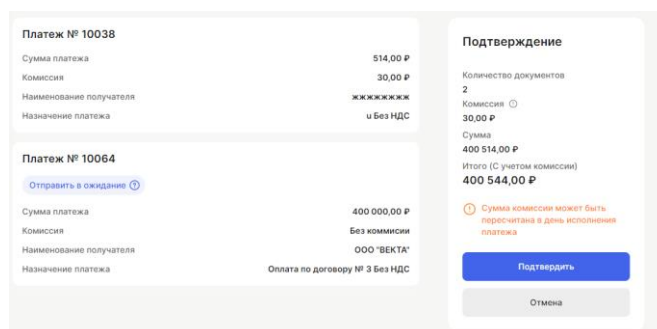 Платеж № 10038
Сумма платежа 514,00 ₽
Комиссия 30,00 ₽
Наименование получателя жжжжжжжж
Назначение платежа u Без НДС
Платеж № 10064
Отправить в ожидание
Сумма платежа 400 000,00 ₽
Комиссия Без коммисии
Наименование получателя ООО "ВЕКТА"
Назначение платежа Оплата по договору № 3 Без НДС
Подтверждение
Количество документов
2
Комиссия
30,00 ₽
Сумма
400 514,00 ₽
Итого (С учетом комиссии)
400 544,00 ₽
Сумма комиссии может быть
пересчитана в день исполнения
платежа
Подтвердить
Отмена